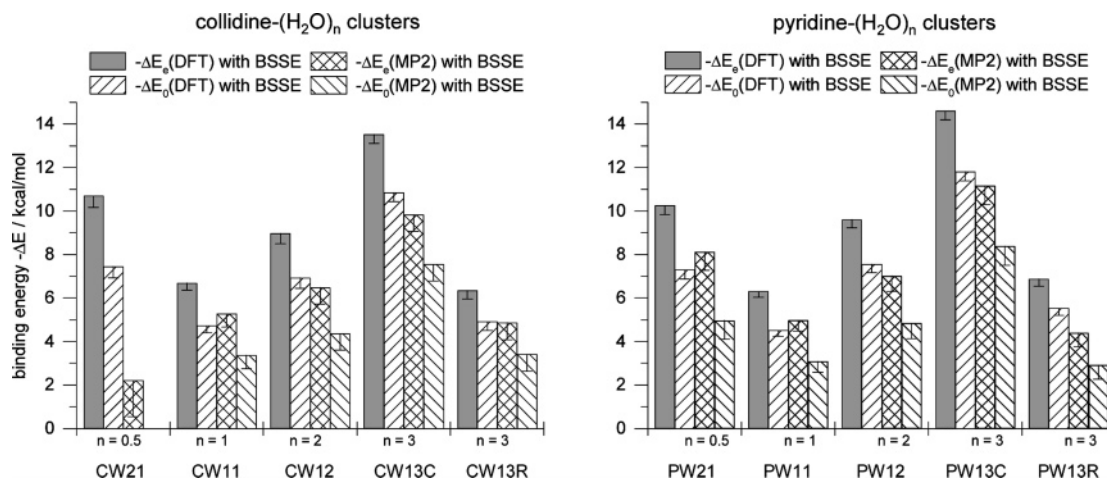 collidine-(H₂O)ₙ clusters
-ΔEₑ(DFT) with BSSE
-ΔEₑ(MP2) with BSSE
-ΔE₀(DFT) with BSSE
-ΔE₀(MP2) with BSSE
binding energy -ΔE / kcal/mol
14
12
10
8
6
4
2
0
n = 0.5
n = 1
n = 2
n = 3
n = 3
CW21
CW11
CW12
CW13C
CW13R
pyridine-(H₂O)ₙ clusters
-ΔEₑ(DFT) with BSSE
-ΔEₑ(MP2) with BSSE
-ΔE₀(DFT) with BSSE
-ΔE₀(MP2) with BSSE
14
12
10
8
6
4
2
0
n = 0.5
n = 1
n = 2
n = 3
n = 3
PW21
PW11
PW12
PW13C
PW13R